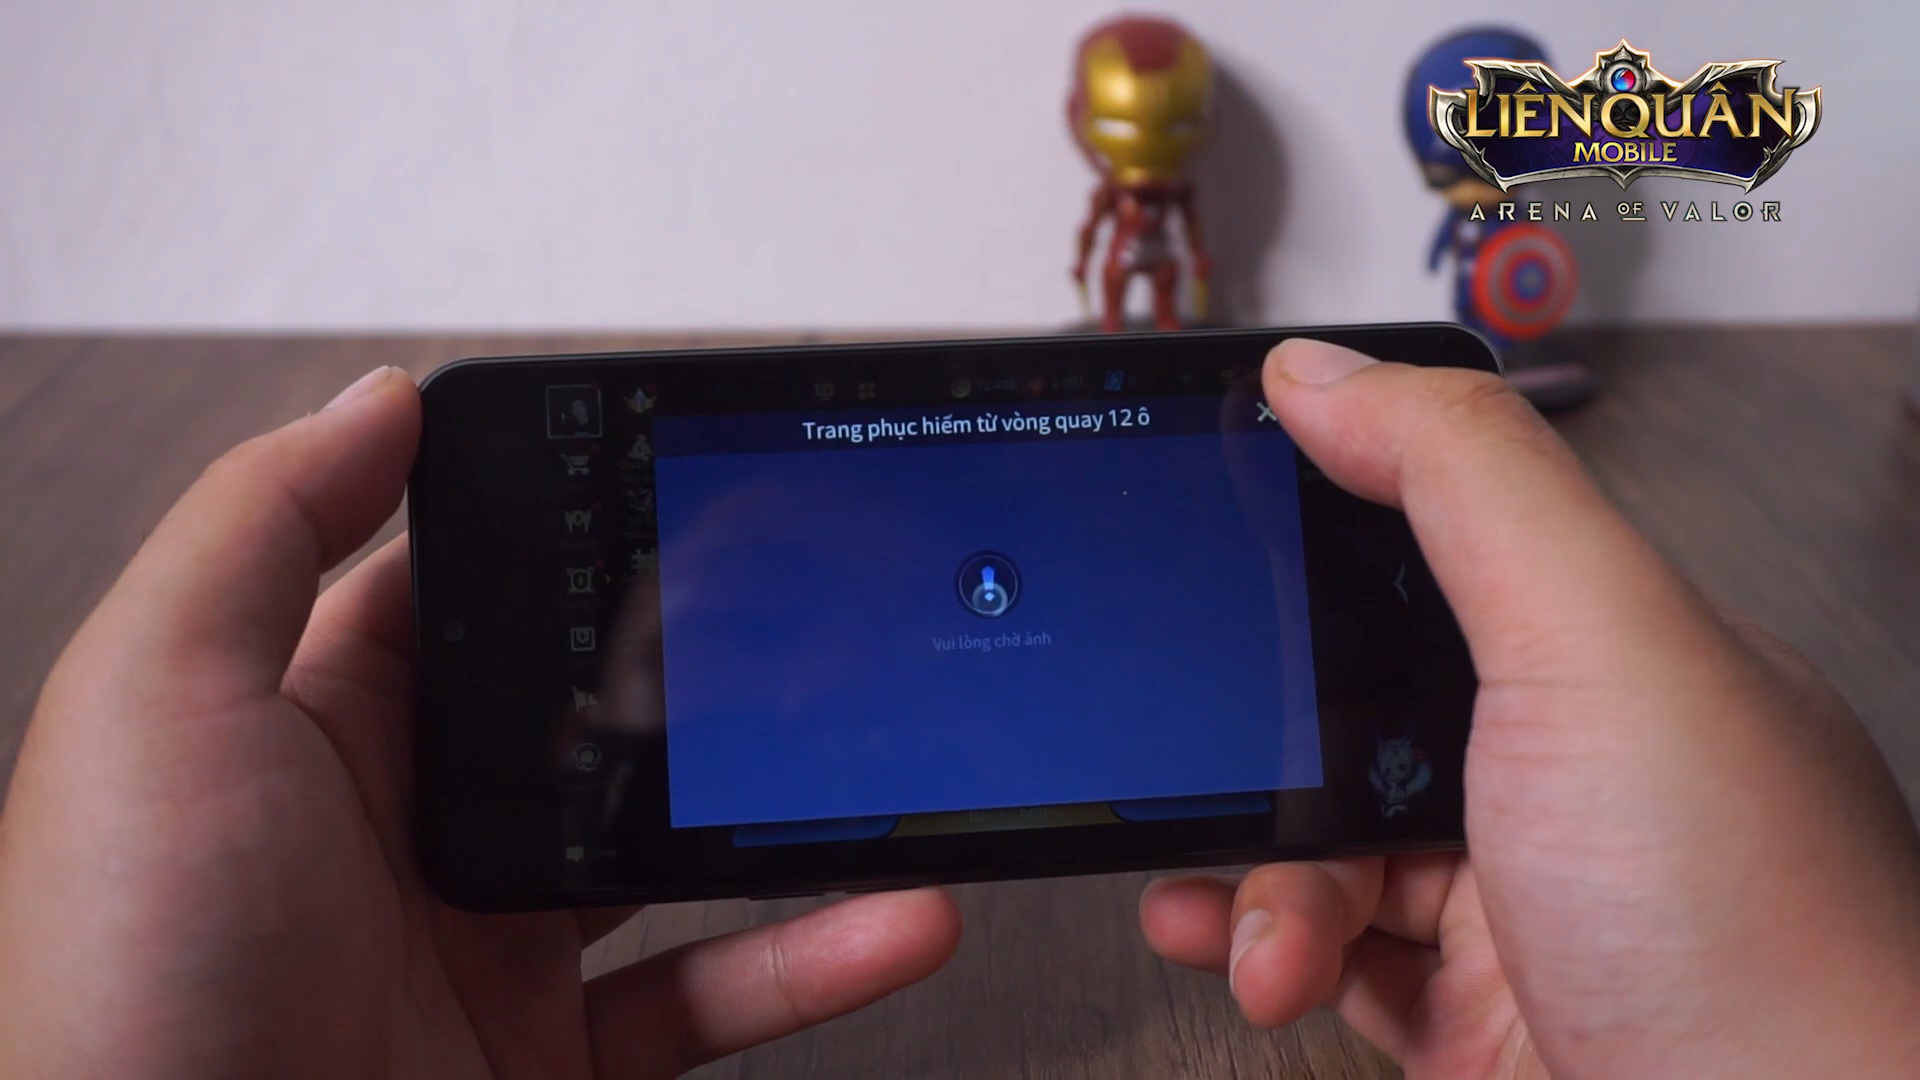 LIÊN QUÂN
MOBILE
ARENA OF VALOR
Trang phục hiếm từ vòng quay 12 ô
Vui lòng chờ ảnh